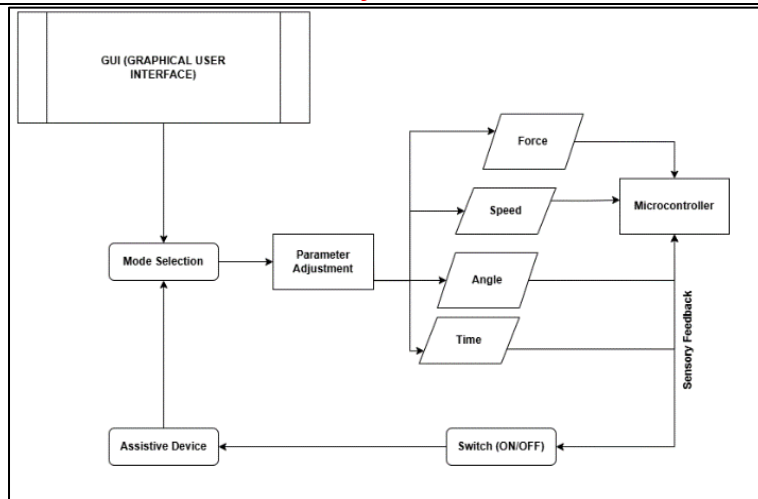 GUI (GRAPHICAL USER
INTERFACE)
Force
Speed
Microcontroller
Mode Selection
Parameter
Adjustment
Angle
Time
Sensory Feedback
Assistive Device
Switch (ON/OFF)